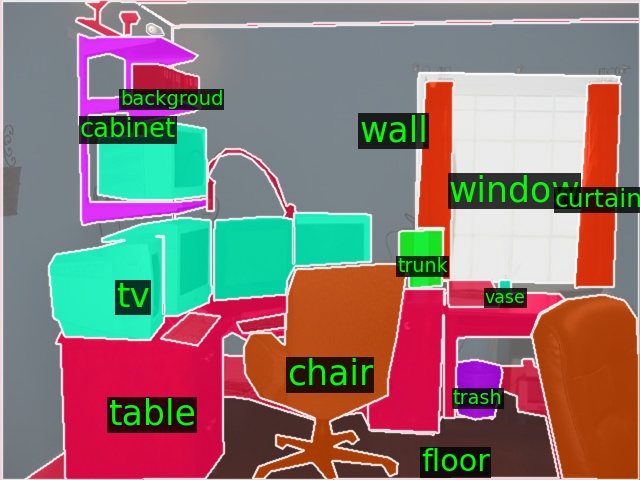 backgroud
cabinet
wall
window
curtain
trunk
tv
vase
chair
trash
table
floor